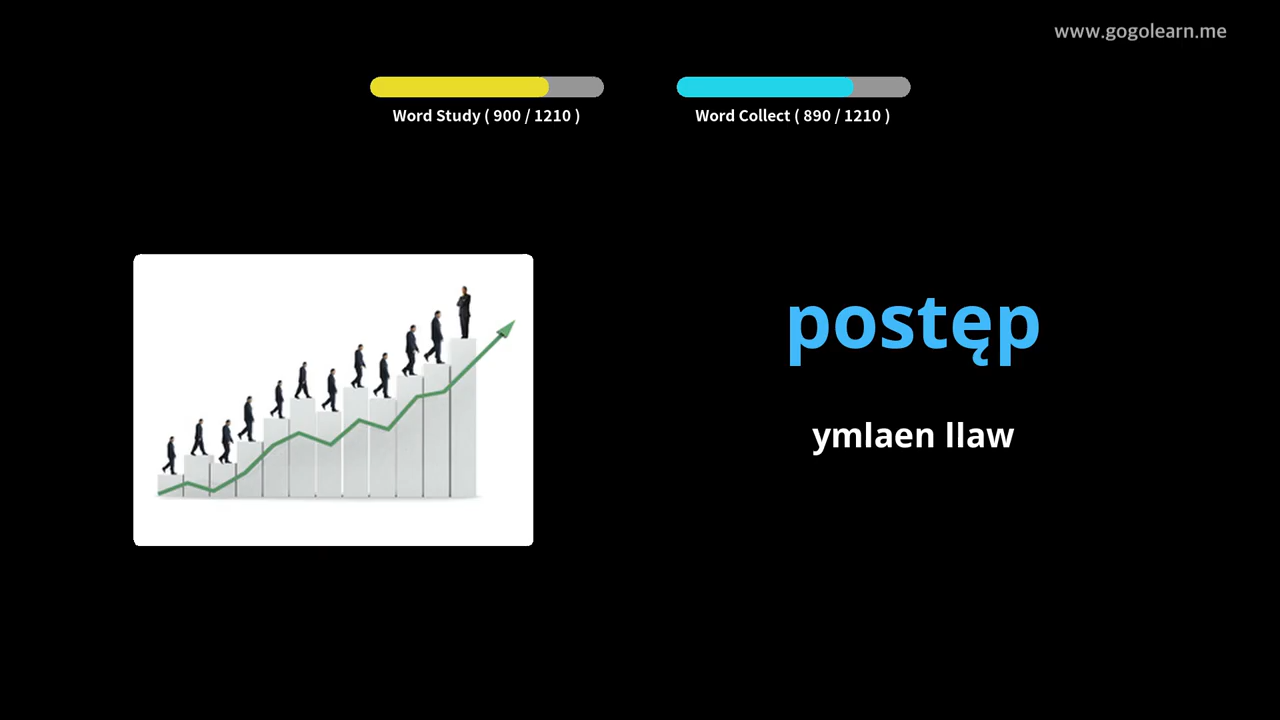 www.gogolearn.me
Word Study ( 900 / 1210 )
Word Collect ( 890 / 1210 )
postęp
ymlaen llaw